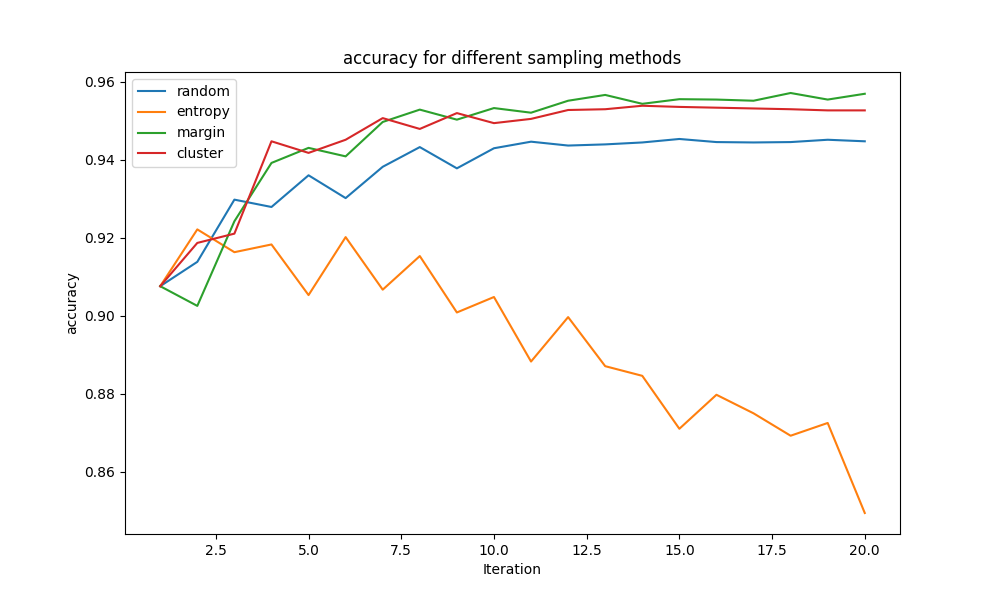 accuracy for different sampling methods
random
entropy
margin
cluster
0.96
0.94
0.92
0.90
0.88
0.86
accuracy
2.5 5.0 7.5 10.0 12.5 15.0 17.5 20.0
Iteration